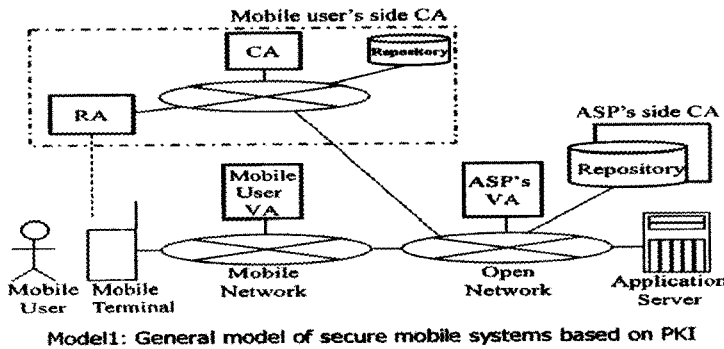 Mobile user's side CA
CA
Repository
RA
ASP's side CA
Repository
Mobile
User
VA
ASP's
VA
Mobile
User
Mobile
Terminal
Mobile
Network
Open
Network
Application
Server
Model1: General model of secure mobile systems based on PKI